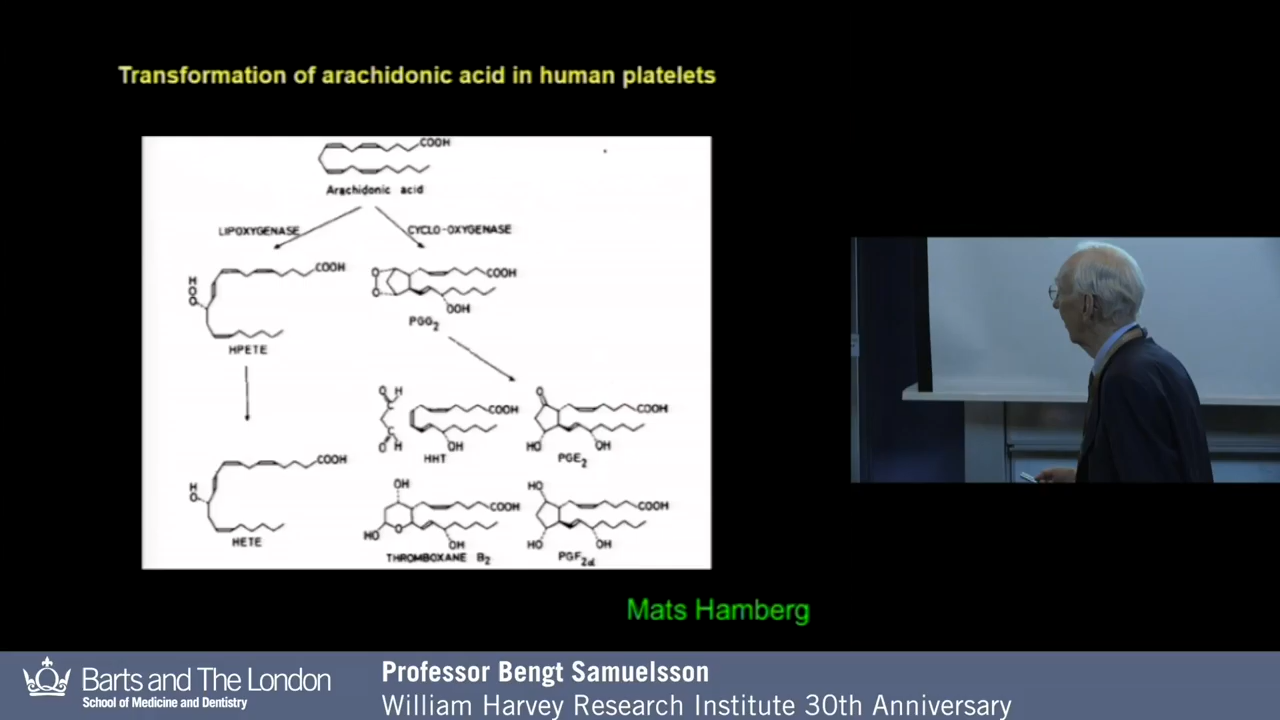 Transformation of arachidonic acid in human platelets
COOH
Arachidonic acid
LIPOXYGENASE
CYCLO-OXYGENASE
COOH
H
O
O
HPETE
O
O
COOH
OOH
PGG2
COOH
H
O
HETE
O H
C
C
O H
COOH
OH
HHT
O
COOH
HO
OH
PGE2
OH
COOH
HO
O
OH
THROMBOXANE B2
HO
COOH
HO
OH
PGF2α
Mats Hamberg
Barts and The London
School of Medicine and Dentistry
Professor Bengt Samuelsson
William Harvey Research Institute 30th Anniversary